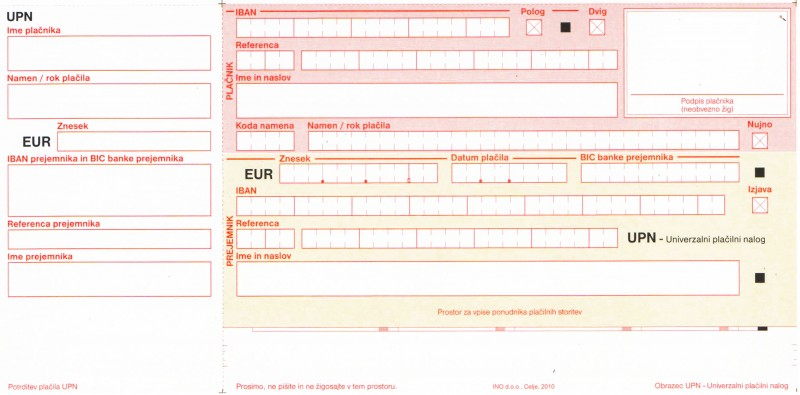 UPN
Ime plačnika
Namen / rok plačila
Znesek
EUR
IBAN prejemnika in BIC banke prejemnika
Referenca prejemnika
Ime prejemnika
Potrditev plačila UPN
PLAČNIK
IBAN
Polog
Dvig
Referenca
Ime in naslov
Podpis plačnika
(neobvezno žig)
Koda namena
Namen / rok plačila
Nujno
PREJEMNIK
EUR
Znesek
Datum plačila
BIC banke prejemnika
IBAN
Izjava
Referenca
UPN - Univerzalni plačilni nalog
Ime in naslov
Prostor za vpise ponudnika plačilnih storitev
Prosimo, ne pišite in ne žigosajte v tem prostoru.
INO d.o.o., Celje, 2010
Obrazec UPN - Univerzalni plačilni nalog